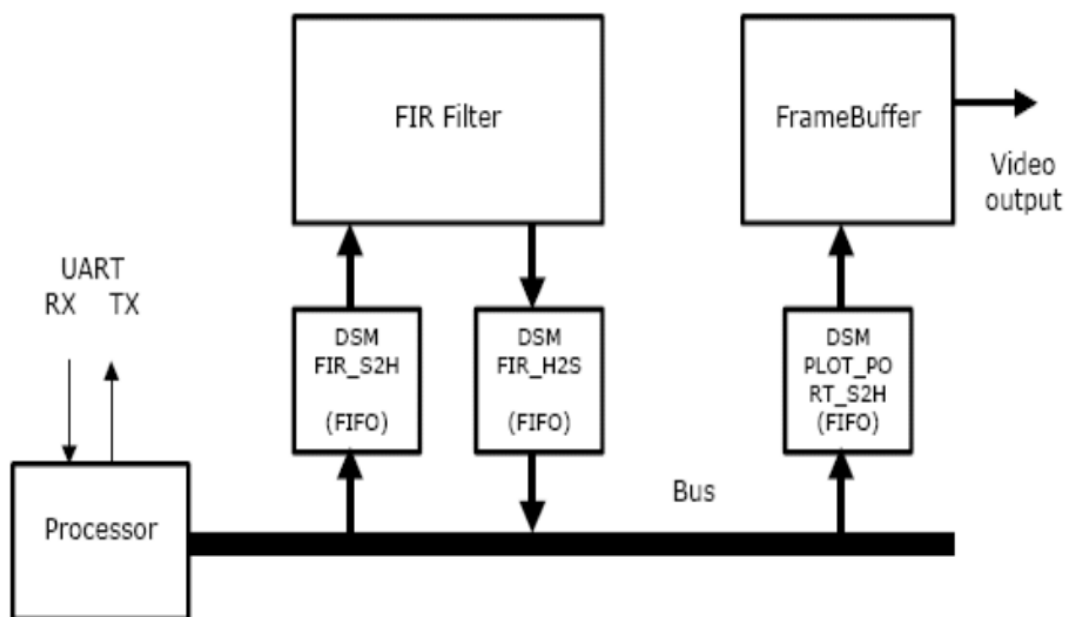 FIR Filter
FrameBuffer
Video
output
UART
RX TX
DSM
FIR_S2H
(FIFO)
DSM
FIR_H2S
(FIFO)
DSM
PLOT_PO
RT_S2H
(FIFO)
Bus
Processor